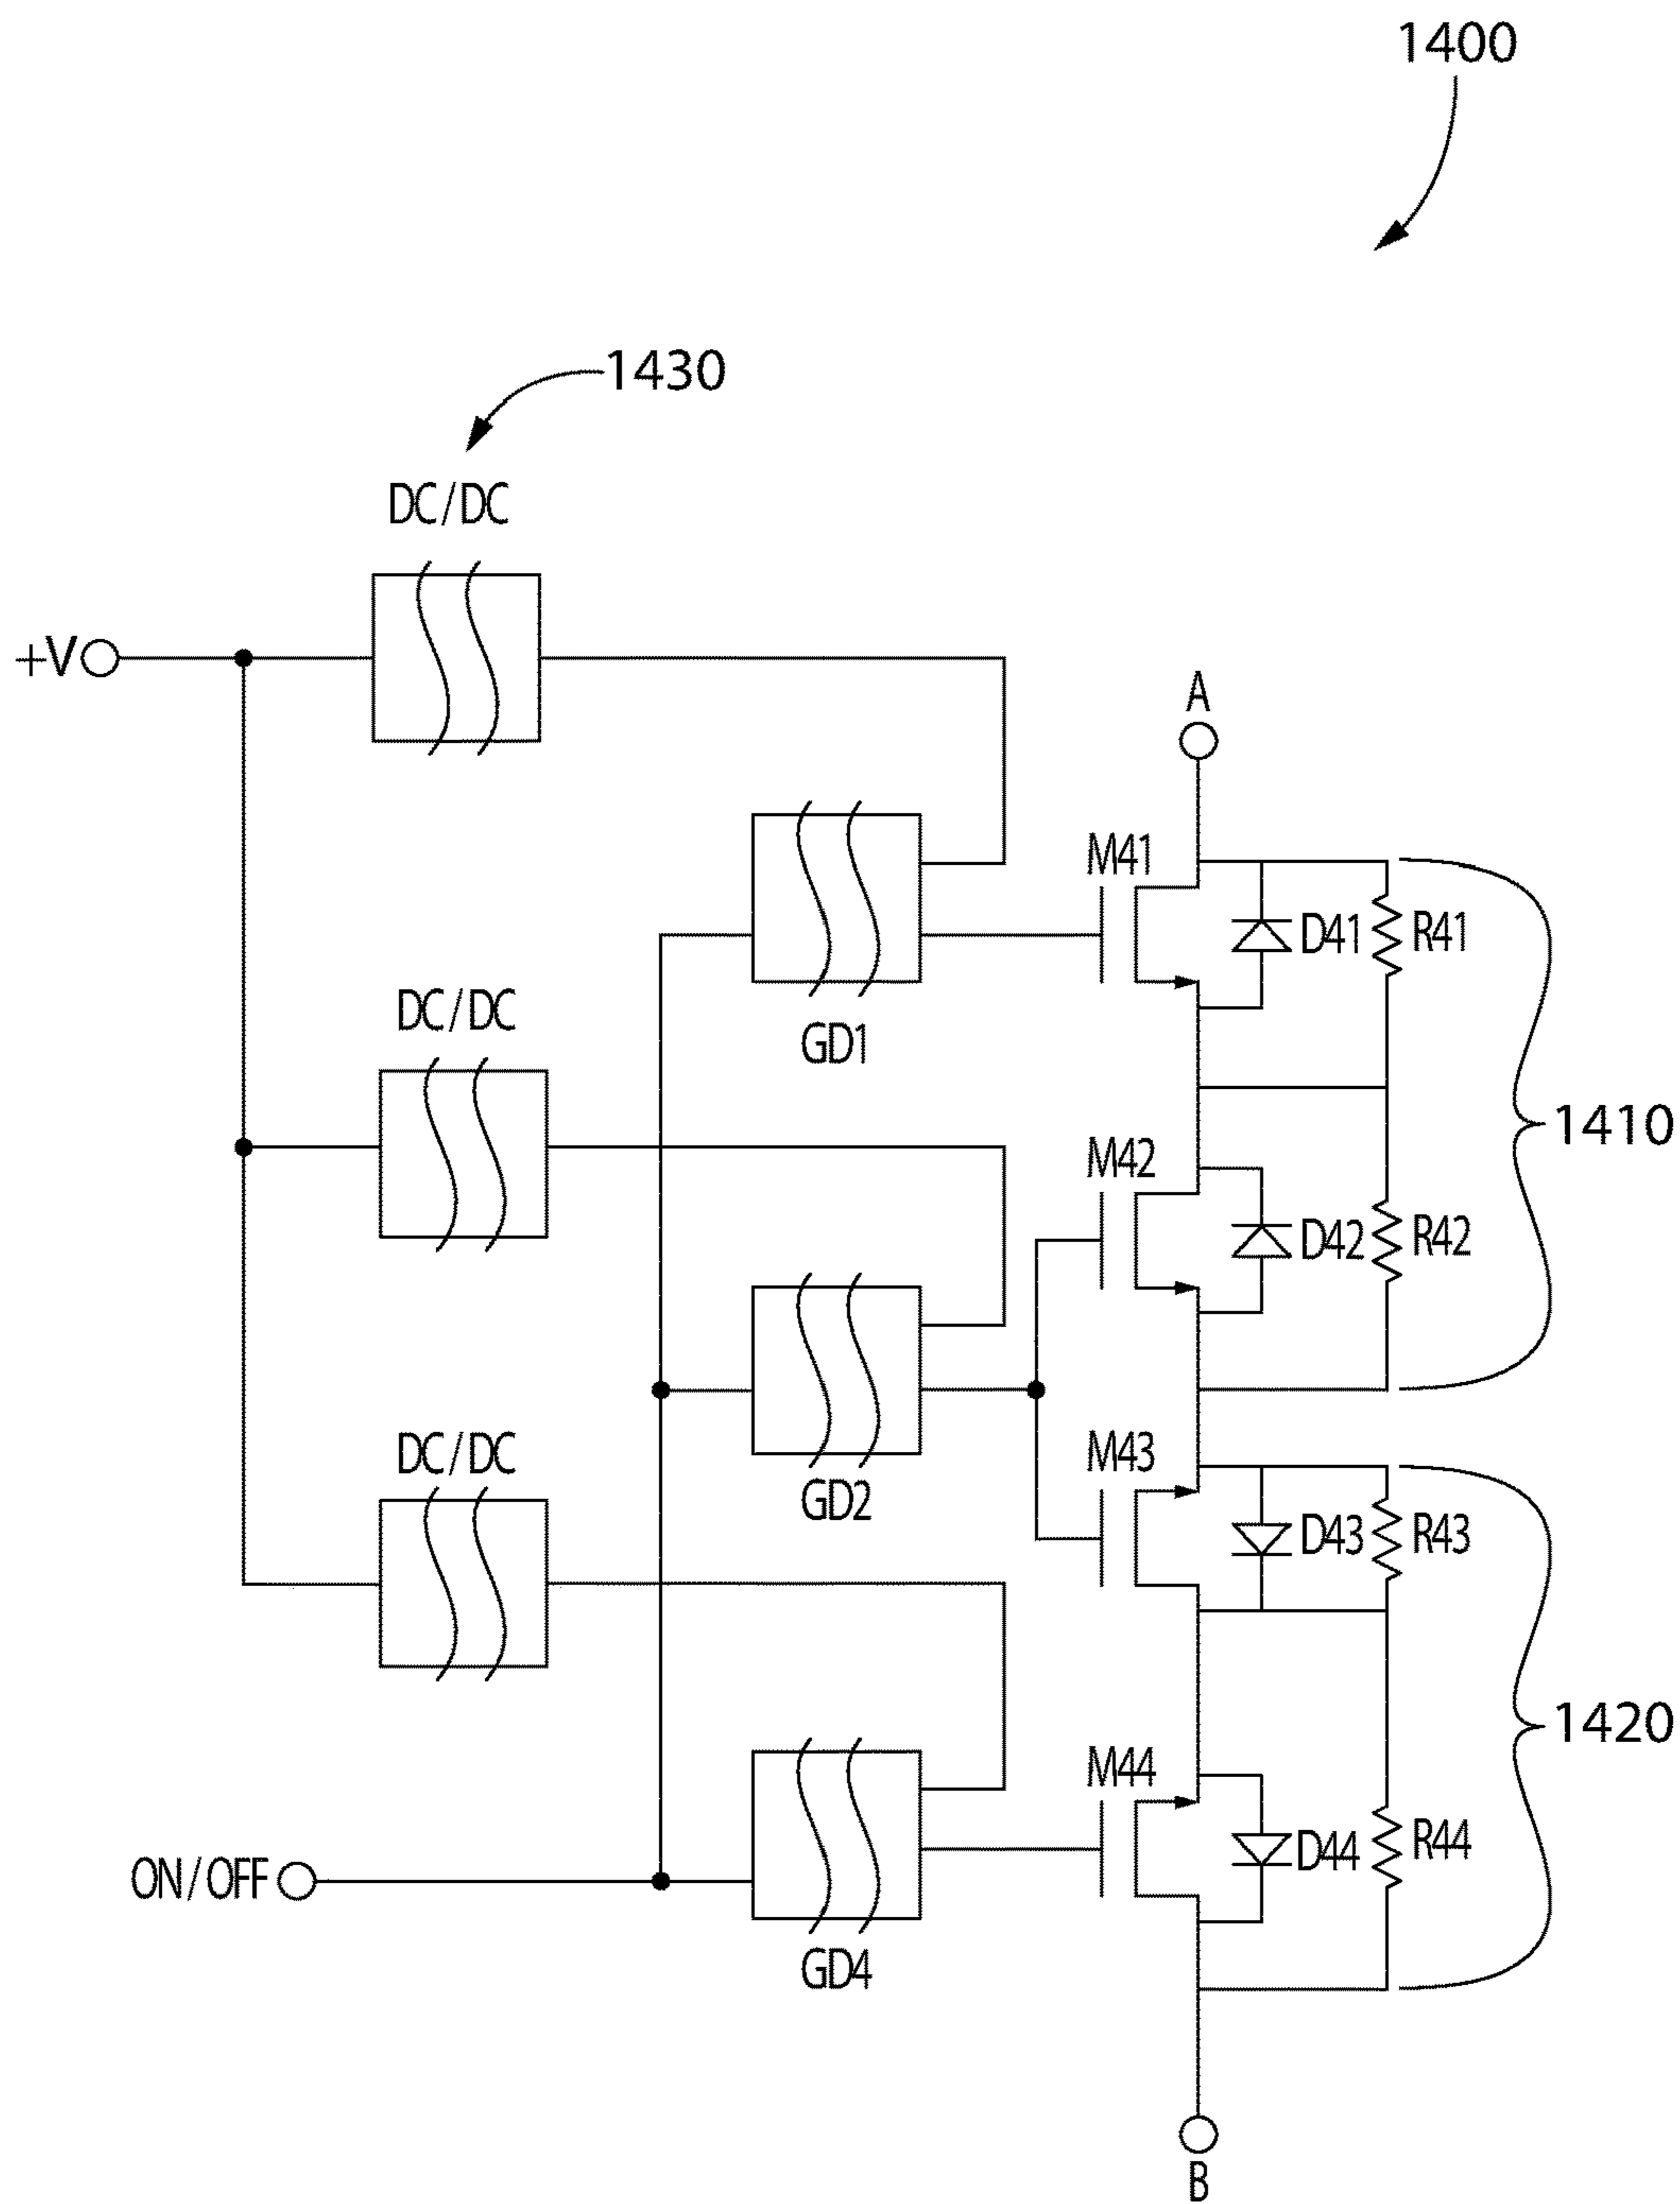 1400
1430
DC/DC
+V
A
M41
D41
R41
GD1
DC/DC
1410
M42
D42
R42
DC/DC
M43
GD2
D43
R43
1420
M44
D44
R44
ON/OFF
GD4
B